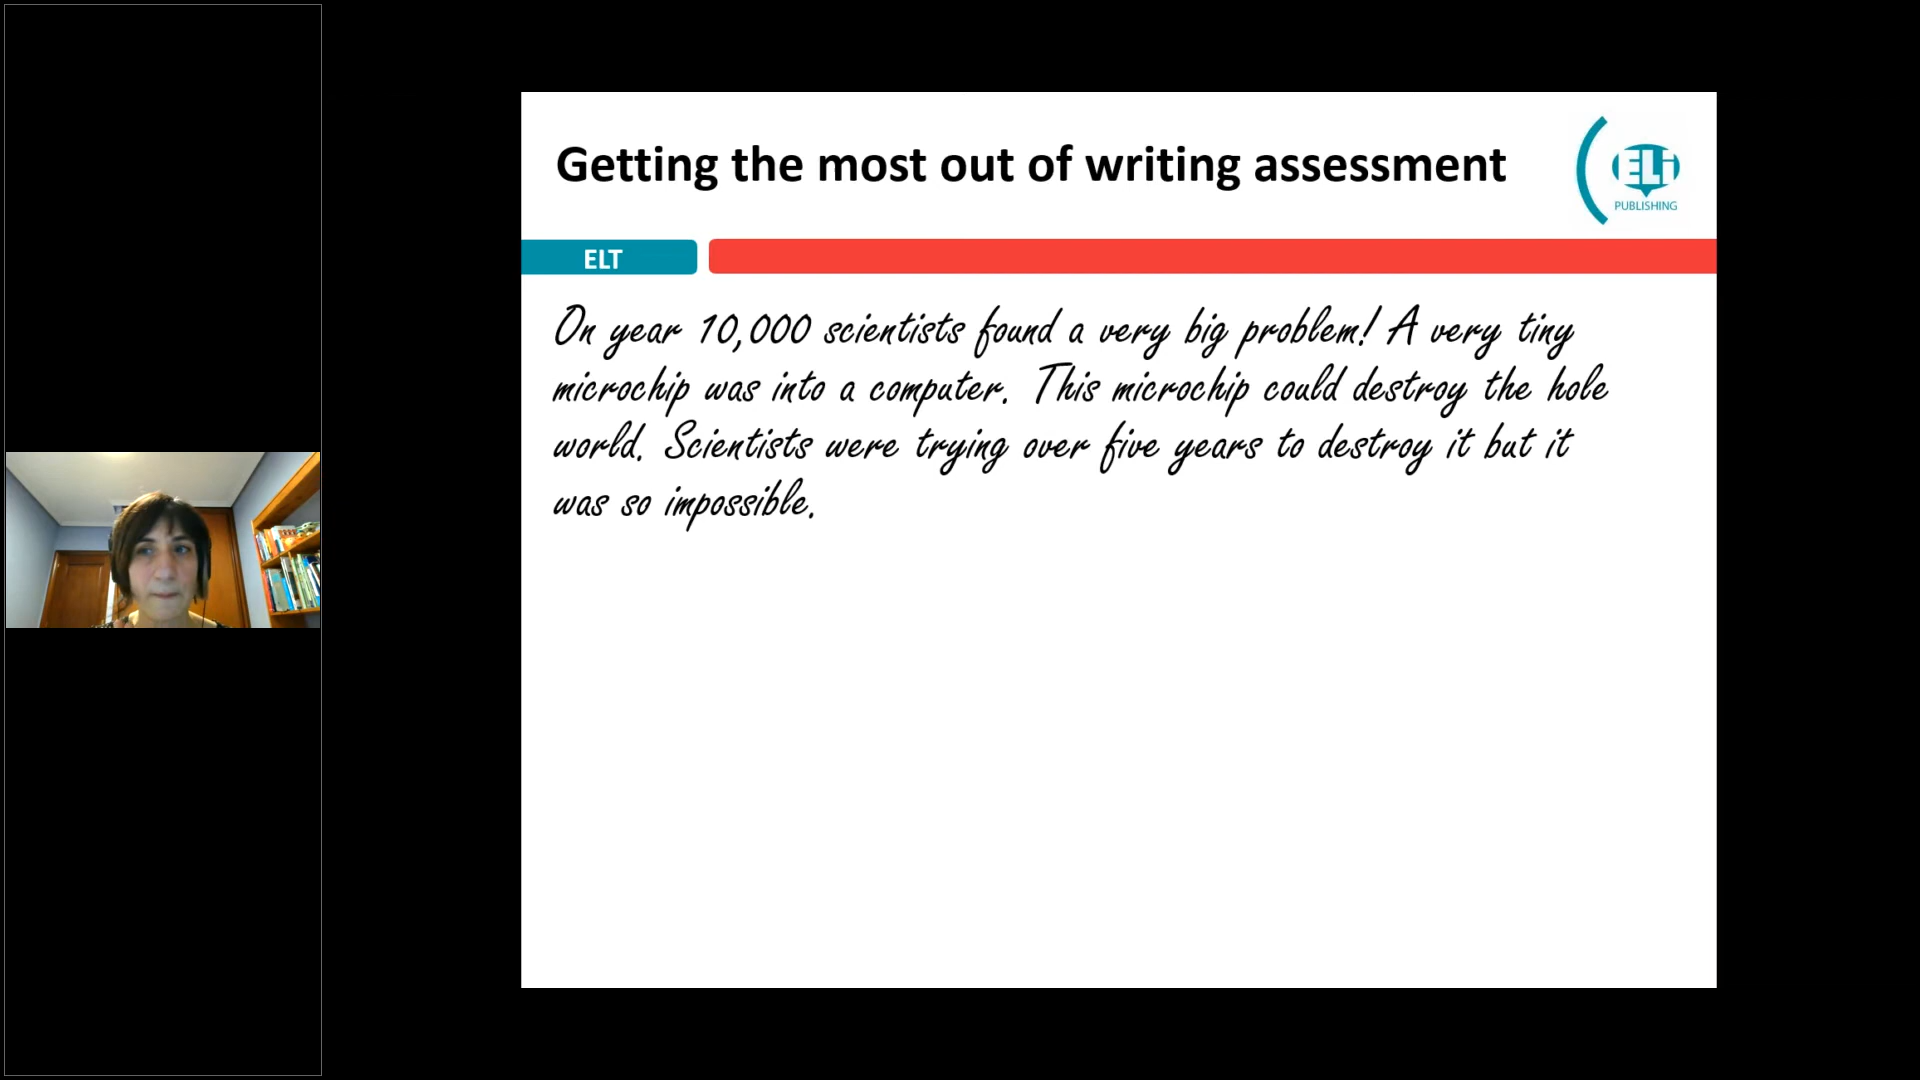 Getting the most out of writing assessment
ELi
PUBLISHING
ELT
On year 10,000 scientists found a very big problem! A very tiny
microchip was into a computer. This microchip could destroy the hole
world. Scientists were trying over five years to destroy it but it
was so impossible.